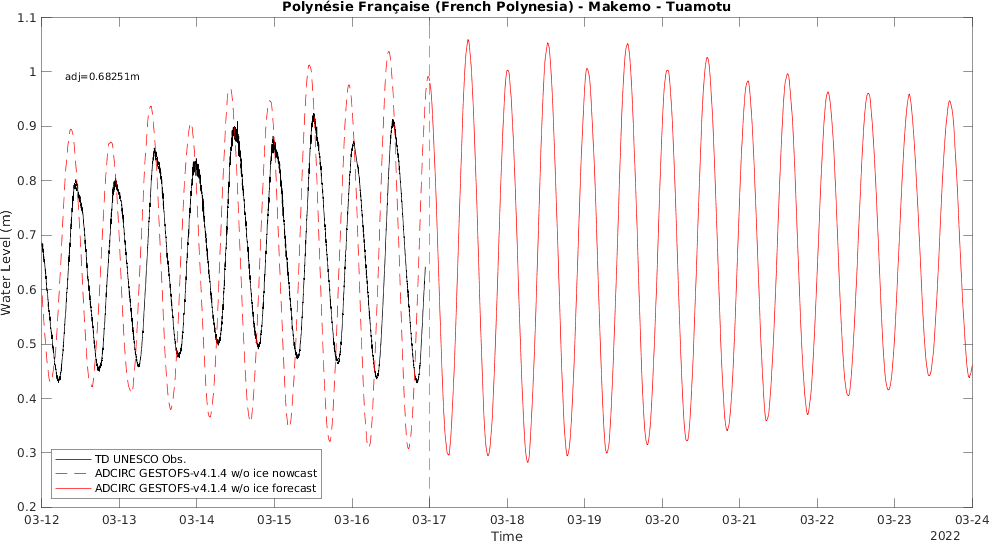 Polynésie Française (French Polynesia) - Makemo - Tuamotu
1.1
1
0.9
0.8
0.7
0.6
0.5
0.4
0.3
0.2
Water Level (m)
adj=0.68251m
TD UNESCO Obs.
ADCIRC GESTOFS-v4.1.4 w/o ice nowcast
ADCIRC GESTOFS-v4.1.4 w/o ice forecast
03-12 03-13 03-14 03-15 03-16 03-17 03-18 03-19 03-20 03-21 03-22 03-23 03-24
Time
2022